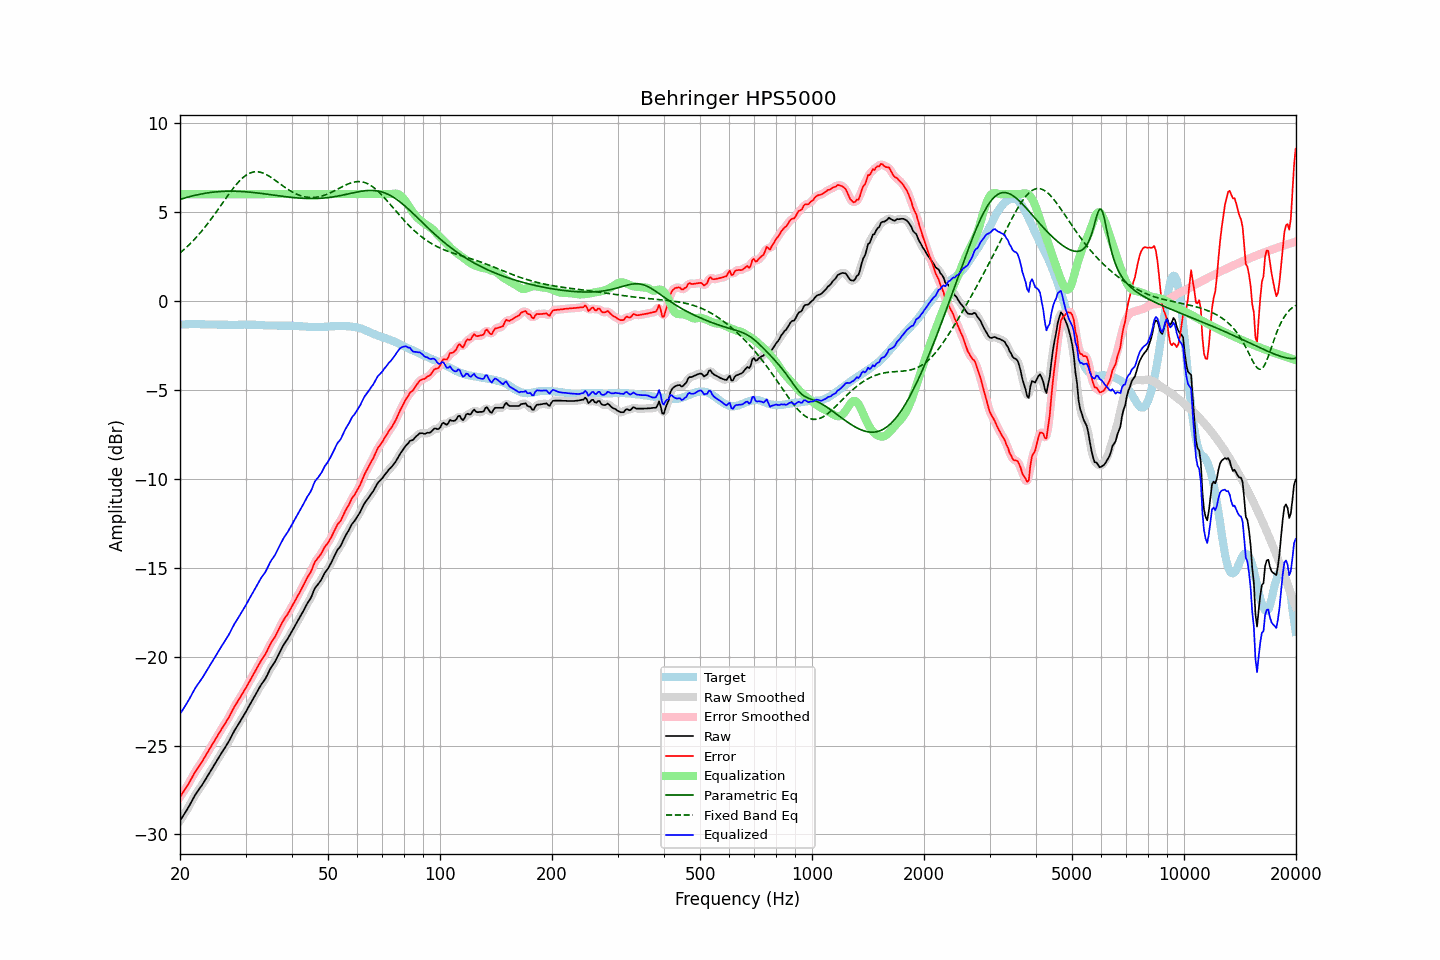 Behringer HPS5000
Amplitude (dBr)
10
5
0
−5
−10
−15
−20
−25
−30
Target
Raw Smoothed
Error Smoothed
Raw
Error
Equalization
Parametric Eq
Fixed Band Eq
Equalized
20 50 100 200 500 1000 2000 5000 10000 20000
Frequency (Hz)